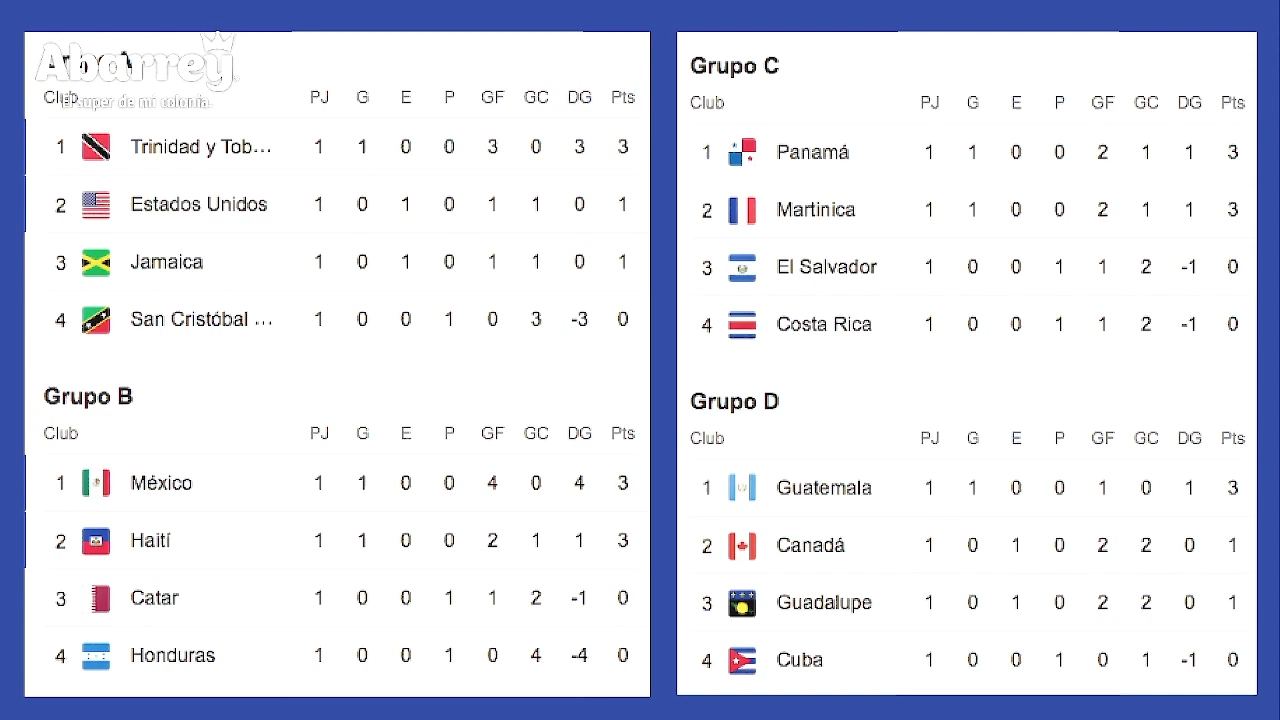 Abarrey
El súper de mi colonia.
Club PJ G E P GF GC DG Pts
1 Trinidad y Tob... 1 1 0 0 3 0 3 3
2 Estados Unidos 1 0 1 0 1 1 0 1
3 Jamaica 1 0 1 0 1 1 0 1
4 San Cristóbal ... 1 0 0 1 0 3 -3 0
Grupo B
Club PJ G E P GF GC DG Pts
1 México 1 1 0 0 4 0 4 3
2 Haití 1 1 0 0 2 1 1 3
3 Catar 1 0 0 1 1 2 -1 0
4 Honduras 1 0 0 1 0 4 -4 0
Grupo C
Club PJ G E P GF GC DG Pts
1 Panamá 1 1 0 0 2 1 1 3
2 Martinica 1 1 0 0 2 1 1 3
3 El Salvador 1 0 0 1 1 2 -1 0
4 Costa Rica 1 0 0 1 1 2 -1 0
Grupo D
Club PJ G E P GF GC DG Pts
1 Guatemala 1 1 0 0 1 0 1 3
2 Canadá 1 0 1 0 2 2 0 1
3 Guadalupe 1 0 1 0 2 2 0 1
4 Cuba 1 0 0 1 0 1 -1 0